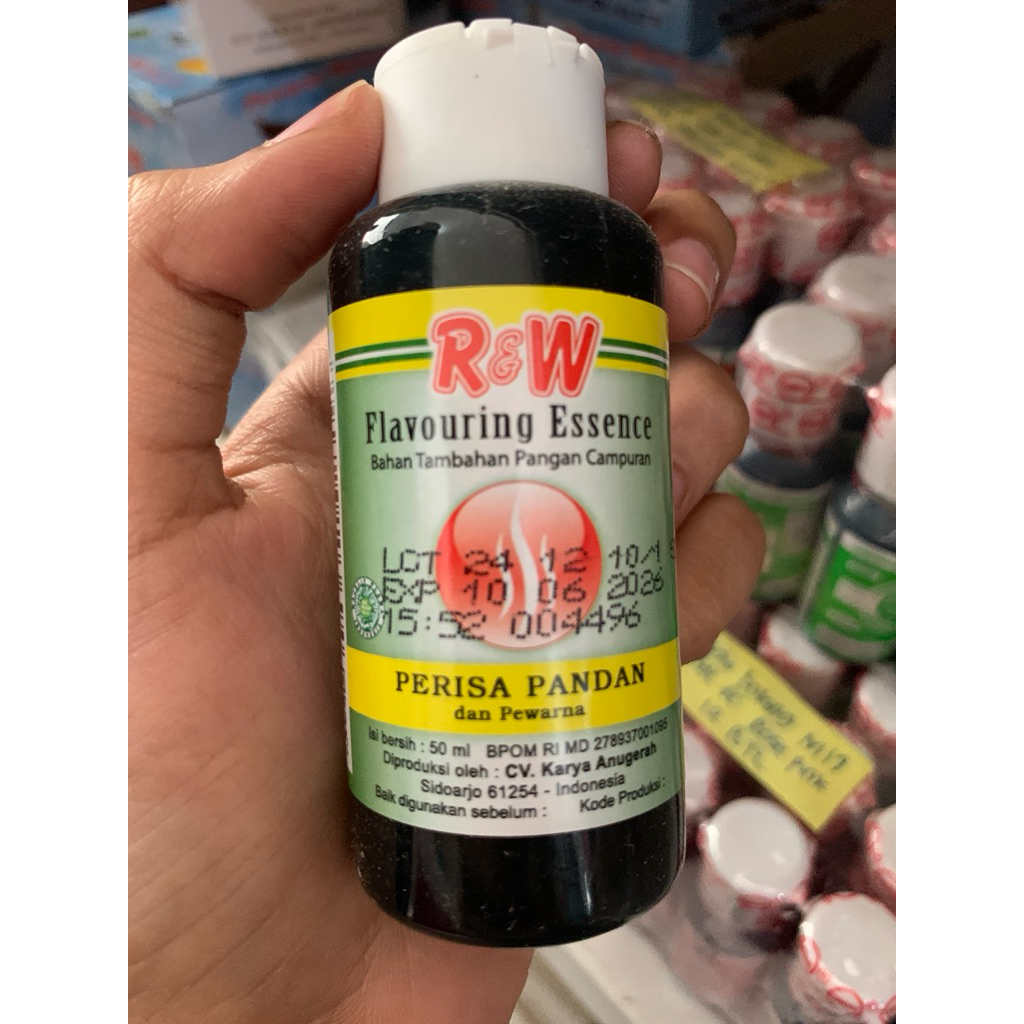 R&W
Flavouring Essence
Bahan Tambahan Pangan Campuran
LOT 24 12 10/1
EXP 10 06 2026
15:52 004496
PERISA PANDAN
dan Pewarna
Isi bersih : 50 ml BPOM RI MD 278937001095
Diproduksi oleh : CV. Karya Anugerah
Sidoarjo 61254 - Indonesia
Baik digunakan sebelum : Kode Produksi :